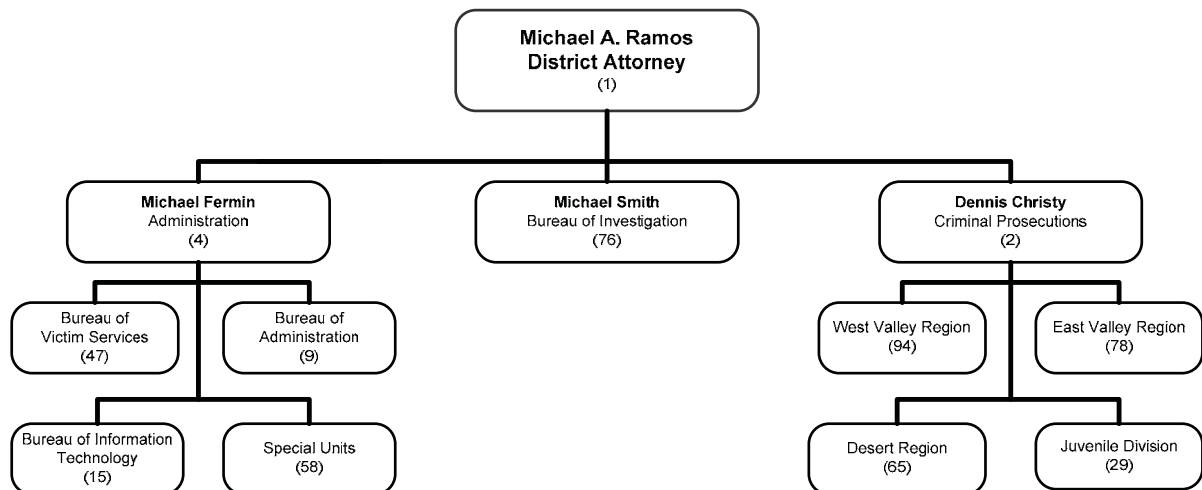 Michael A. Ramos
District Attorney
(1)
Michael Fermin
Administration
(4)
Michael Smith
Bureau of Investigation
(76)
Dennis Christy
Criminal Prosecutions
(2)
Bureau of
Victim Services
(47)
Bureau of
Administration
(9)
West Valley Region
(94)
East Valley Region
(78)
Bureau of Information
Technology
(15)
Special Units
(58)
Desert Region
(65)
Juvenile Division
(29)